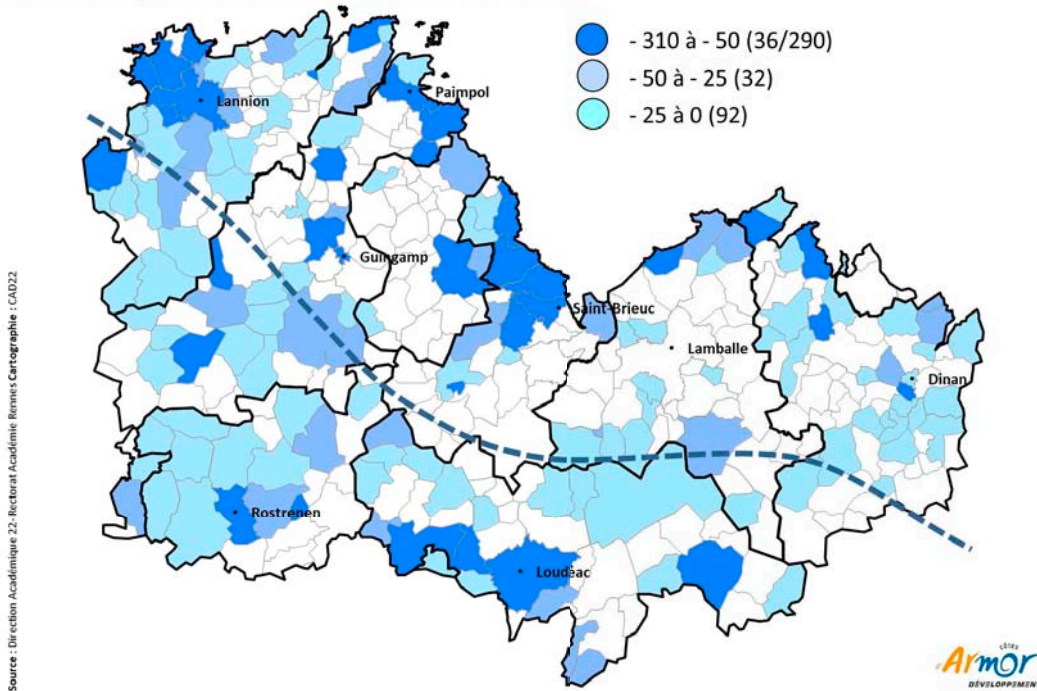 - 310 à - 50 (36/290)
- 50 à - 25 (32)
- 25 à 0 (92)
Paimpol
Lannion
Guingamp
Saint-Brieuc
Lamballe
Dinan
Rostrenen
Loudéac
Source : Direction Académique 22- Rectorat Académie Rennes Cartographie : CAD22
CÔTES
d'Armor
DÉVELOPPEMEN